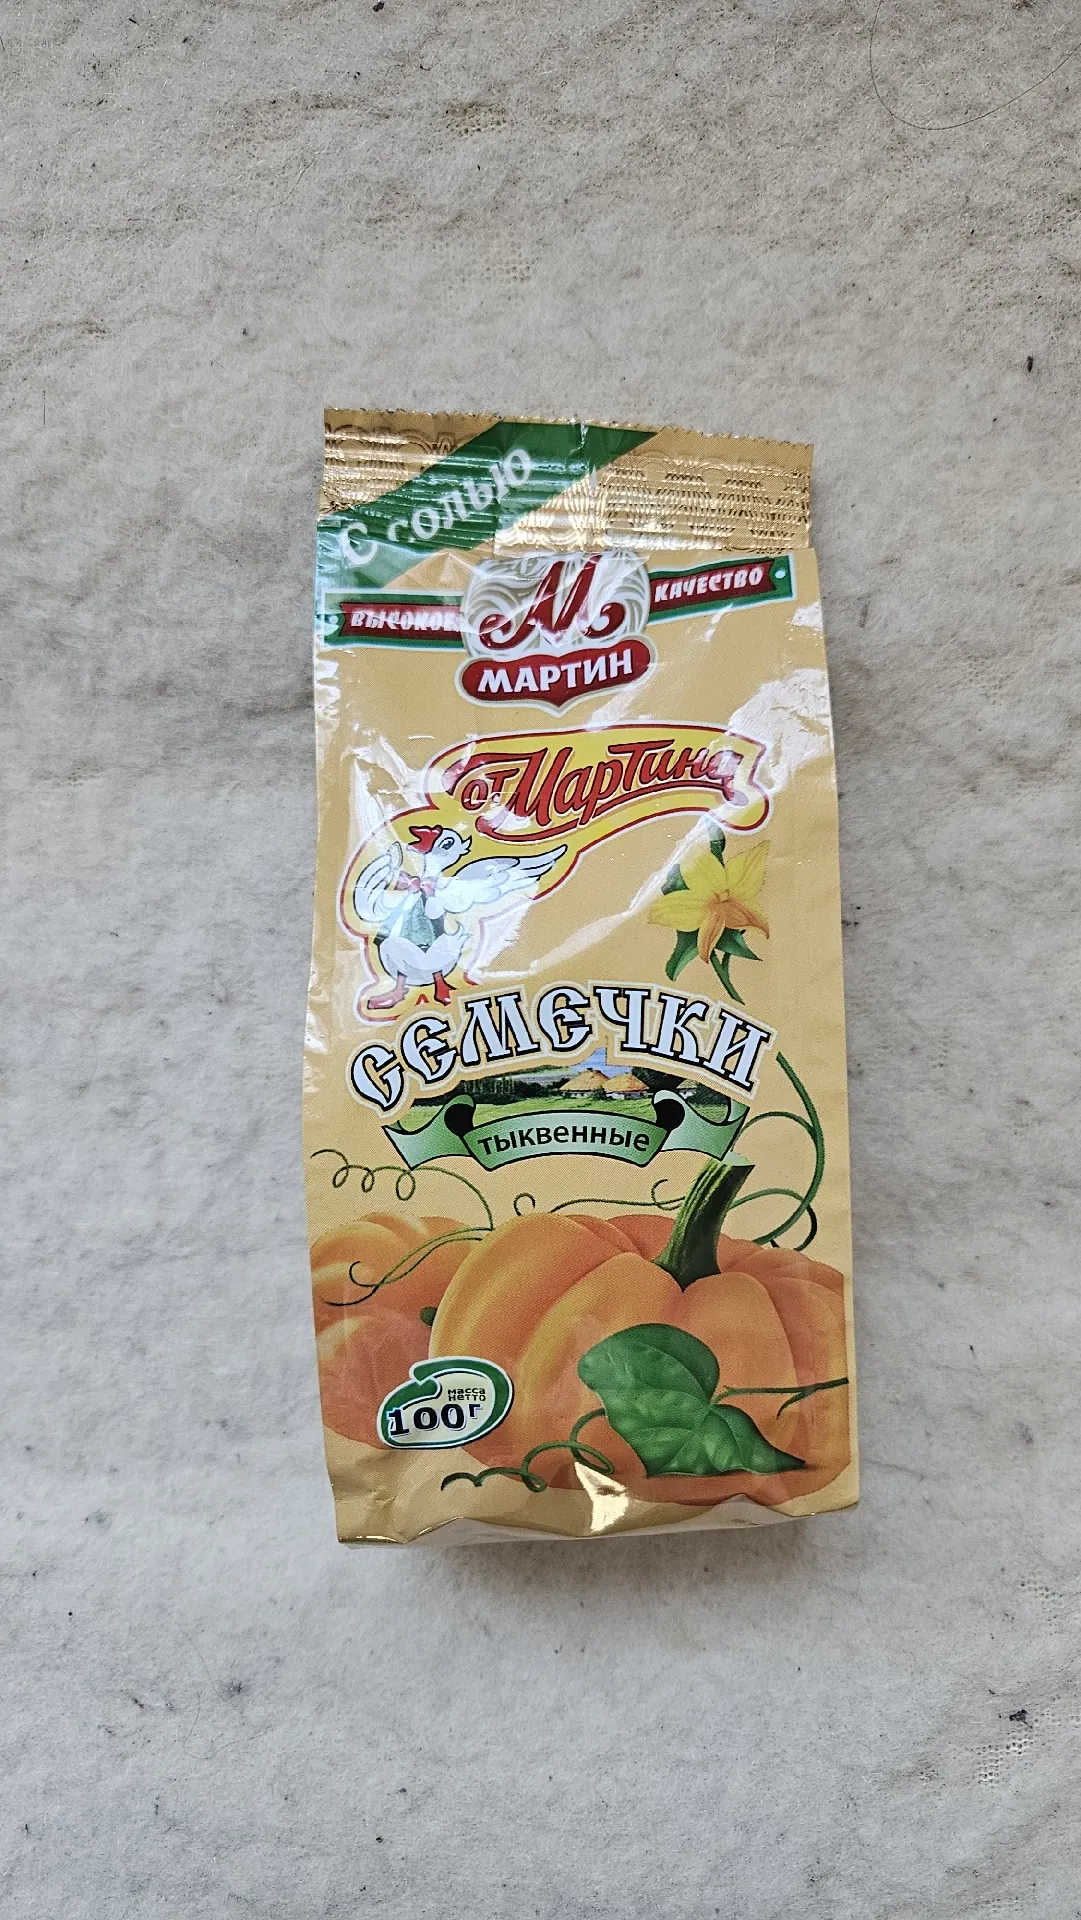 с солью
ВЫСОКОЕ КАЧЕСТВО
М
МАРТИН
от Мартина
СЕМЕЧКИ
тыквенные
масса
нетто
100г